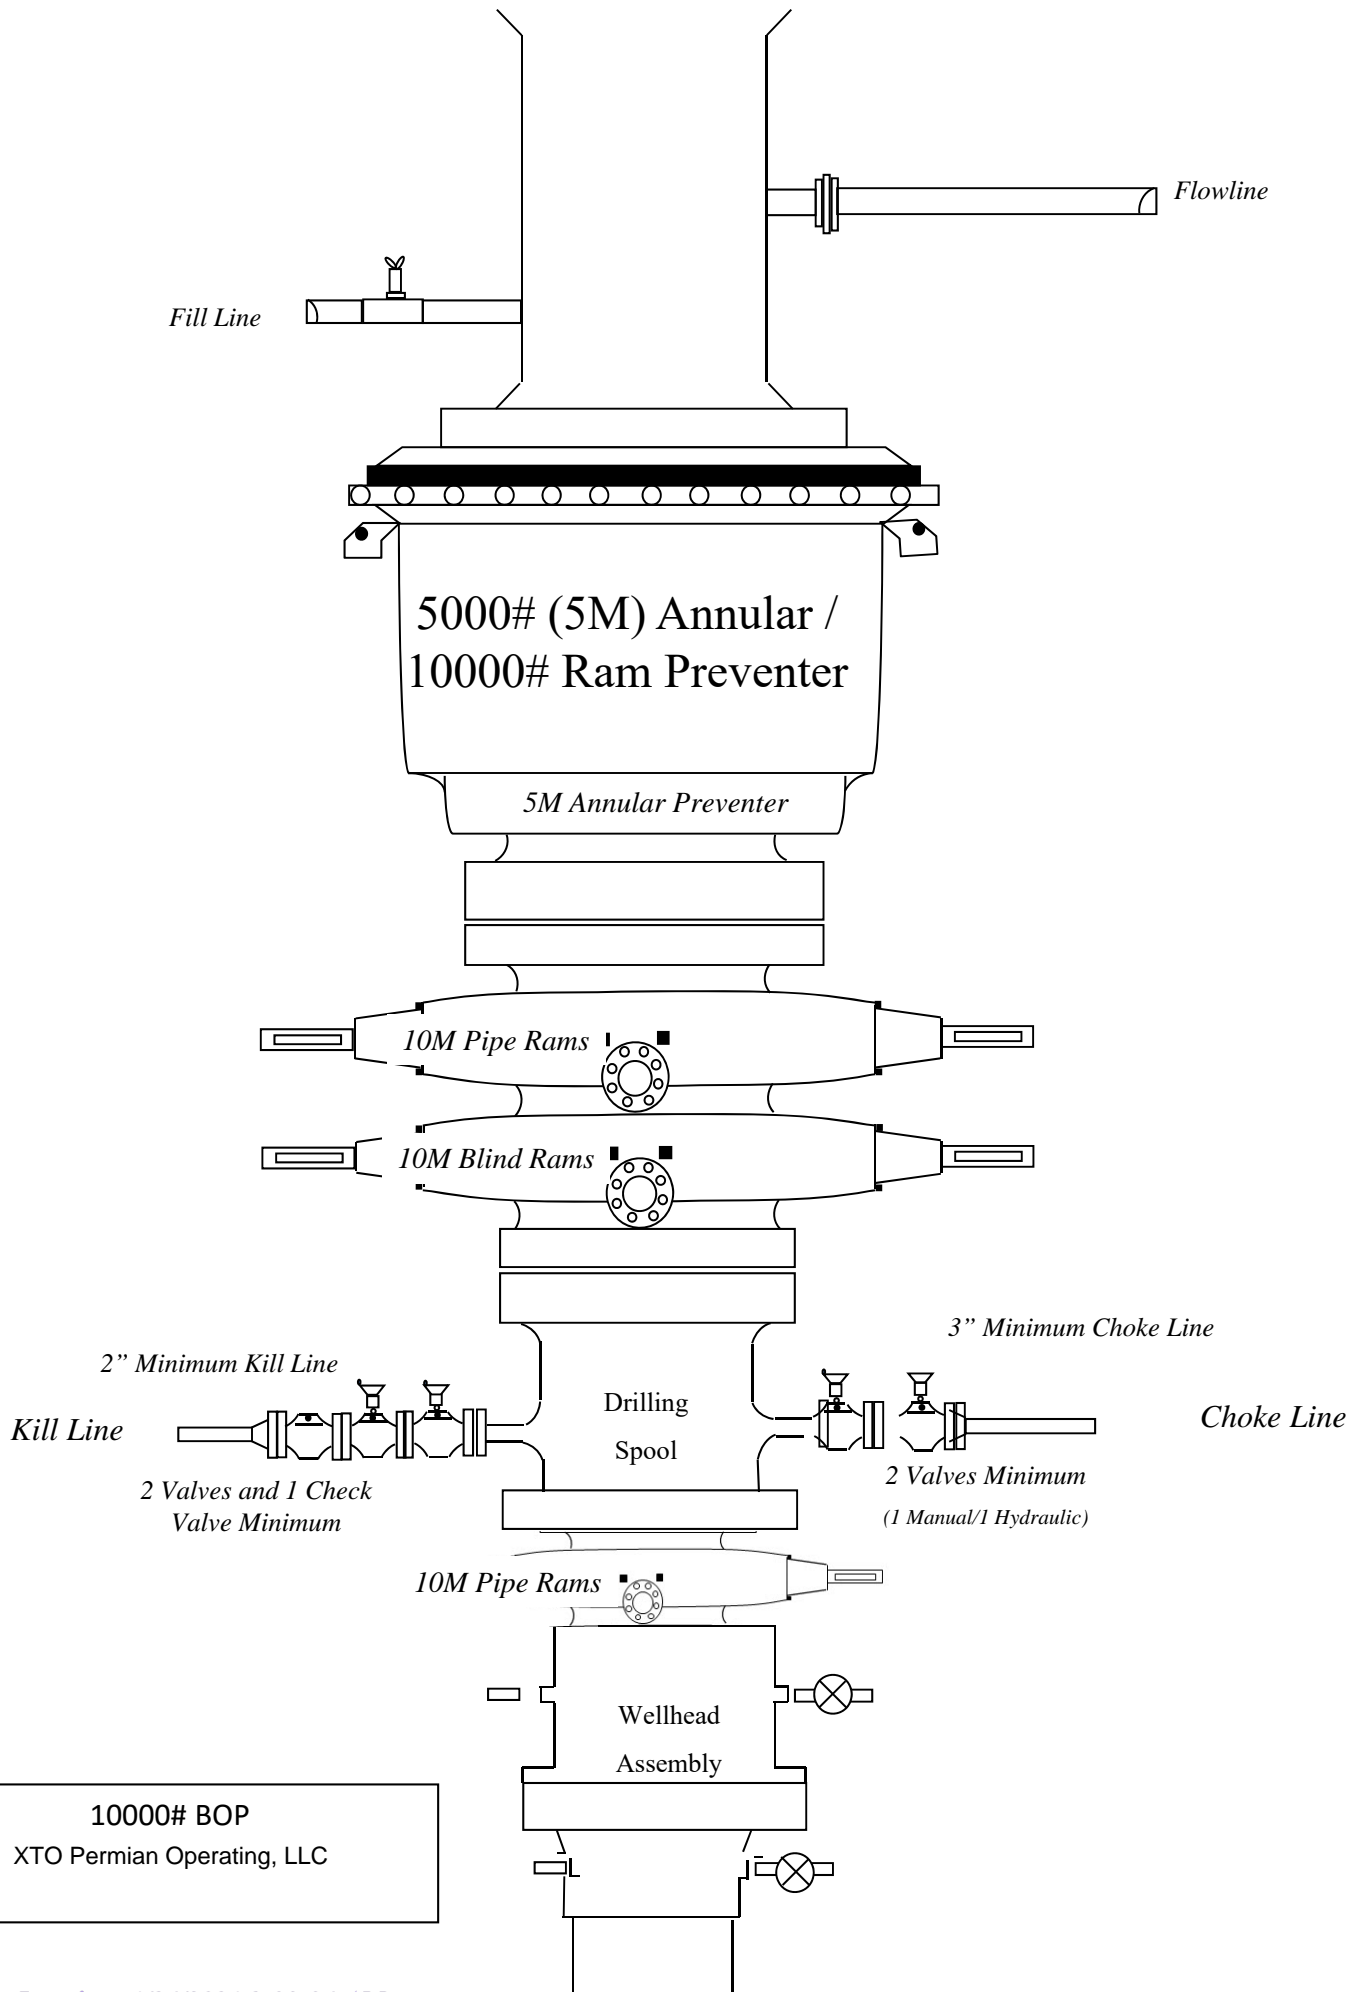 Flowline
Fill Line
5000# (5M) Annular /
10000# Ram Preventer
5M Annular Preventer
10M Pipe Rams
10M Blind Rams
3” Minimum Choke Line
2” Minimum Kill Line
Drilling
Spool
Kill Line
Choke Line
2 Valves and 1 Check
Valve Minimum
2 Valves Minimum
(1 Manual/1 Hydraulic)
10M Pipe Rams
Wellhead
Assembly
10000# BOP
XTO Permian Operating, LLC